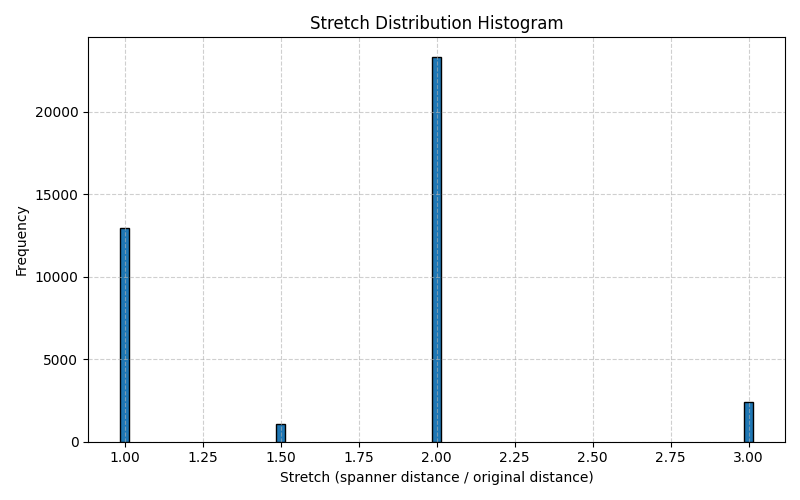 Stretch Distribution Histogram
Frequency
20000
15000
10000
5000
0
1.00 1.25 1.50 1.75 2.00 2.25 2.50 2.75 3.00
Stretch (spanner distance / original distance)